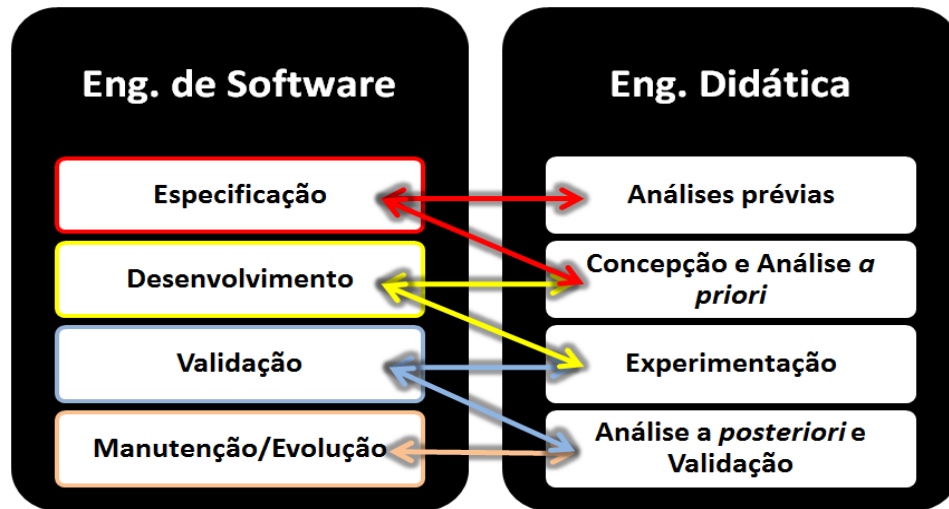 Eng. de Software
Especificação
Desenvolvimento
Validação
Manutenção/Evolução
Eng. Didática
Análises prévias
Concepção e Análise a
priori
Experimentação
Análise a posteriori e
Validação